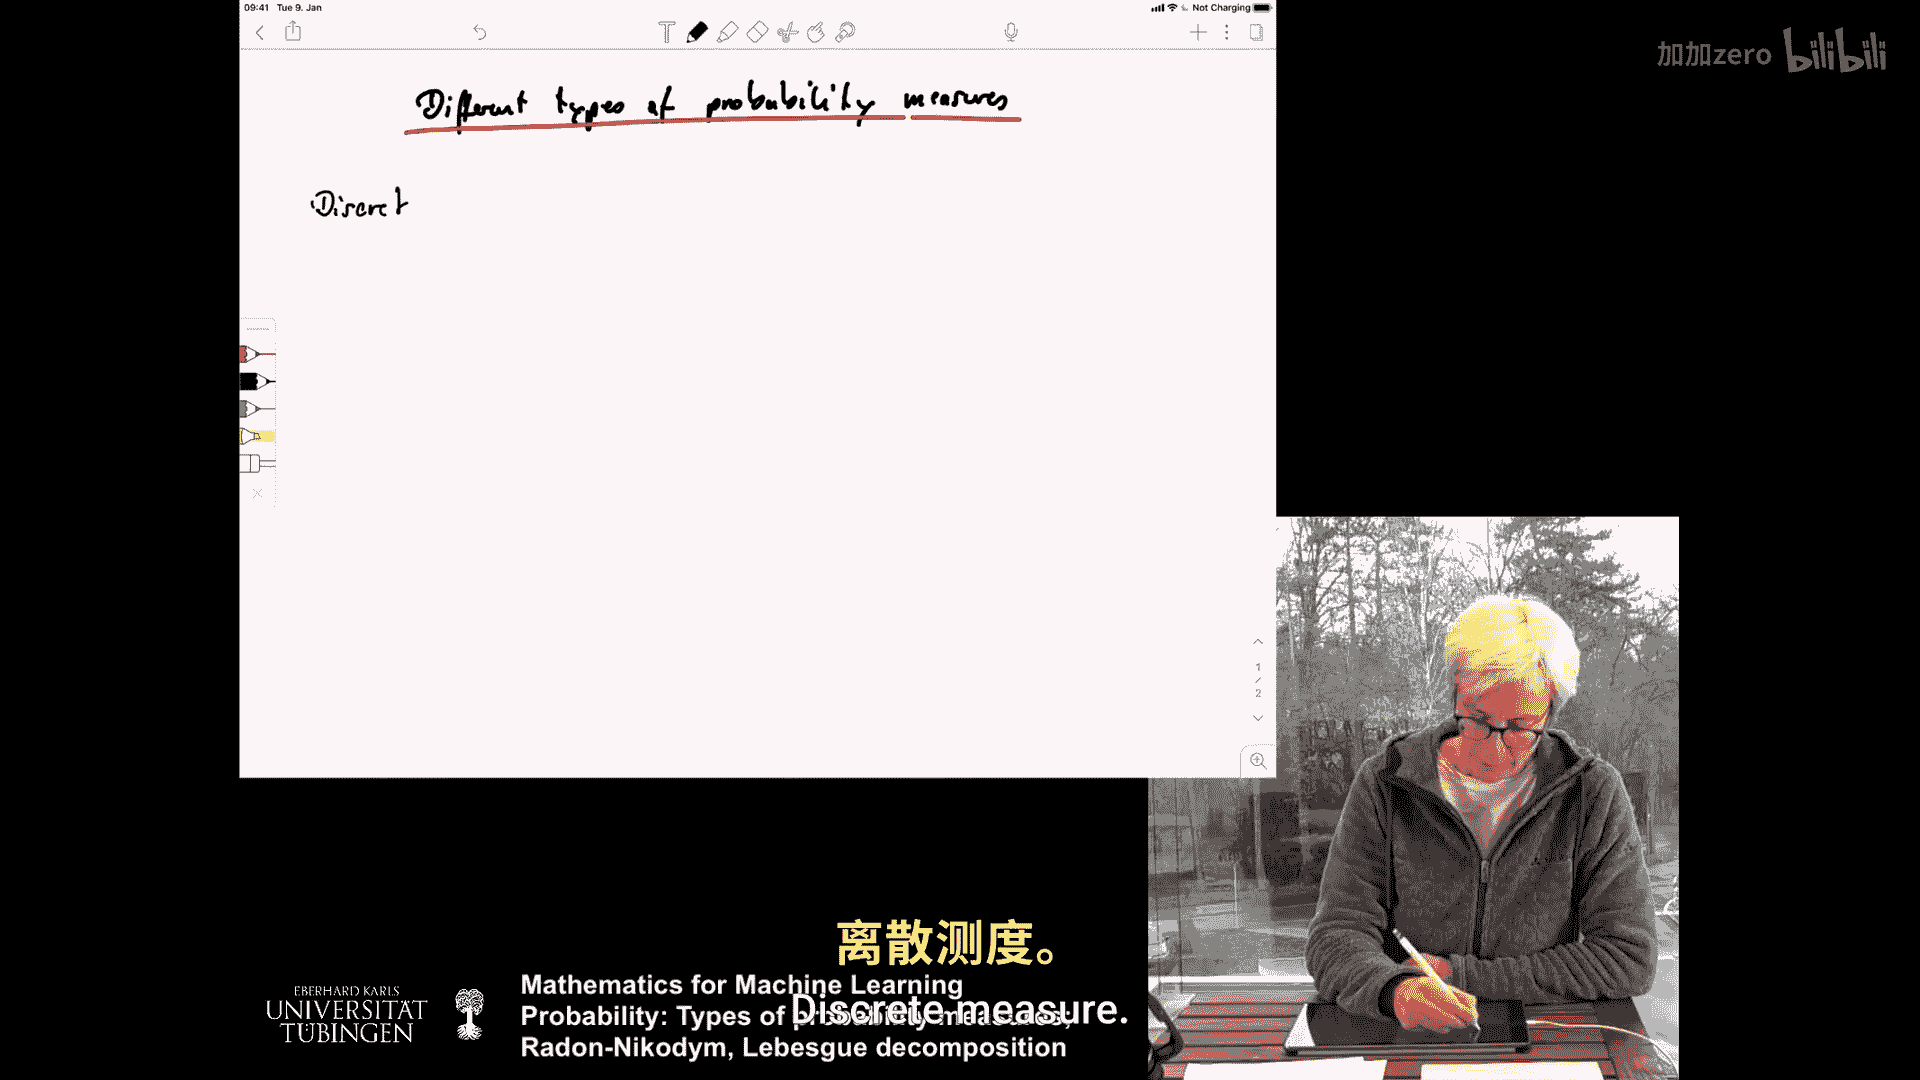 09:41 Tue 9. Jan
Not Charging
加加zero bilibili
Different types of probability measures
Discret
1
/
2
离散测度。
Discrete measure.
EBERHARD KARLS
UNIVERSITÄT
TÜBINGEN
Mathematics for Machine Learning
Probability: Types of probability measures,
Radon-Nikodym, Lebesgue decomposition